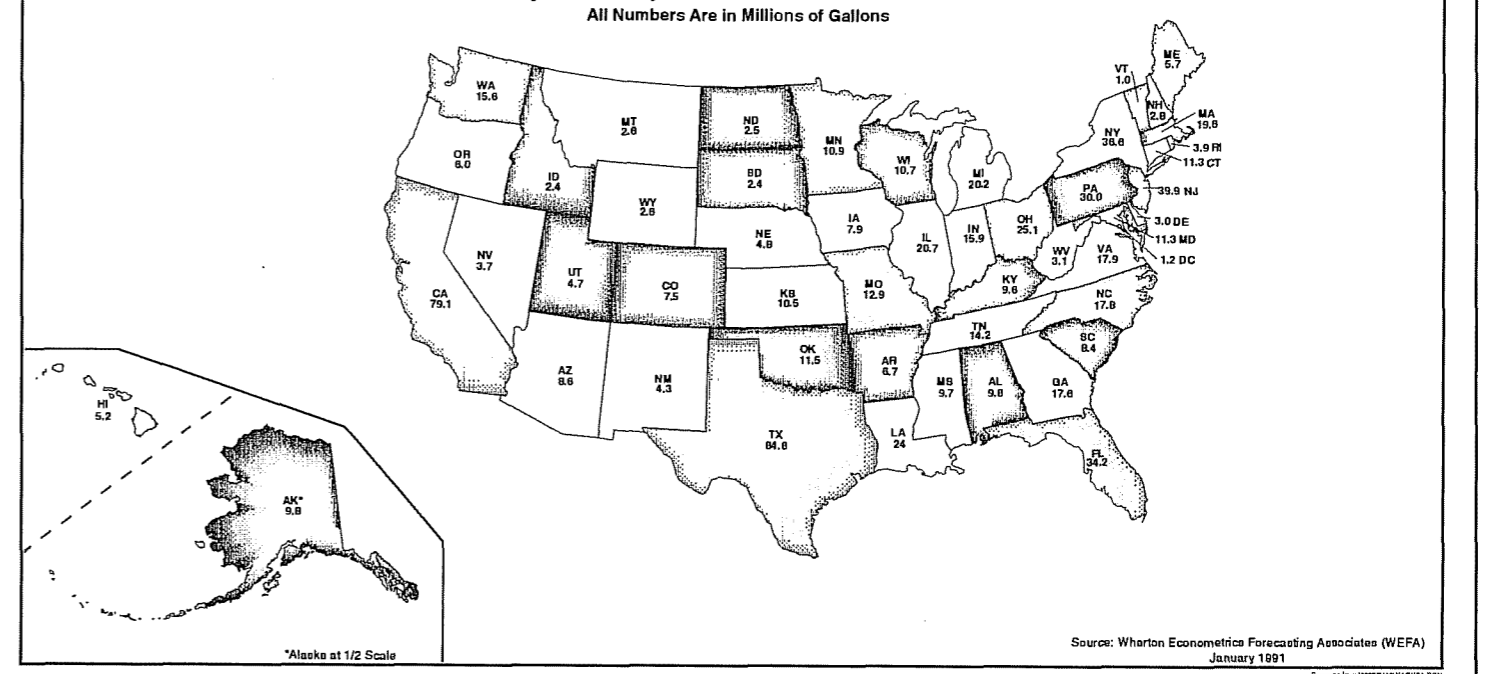 All Numbers Are in Millions of Gallons
WA
15.6
OR
6.0
CA
79.1
NV
3.7
ID
2.4
MT
2.6
WY
2.6
UT
4.7
CO
7.5
AZ
8.6
NM
4.3
ND
2.5
SD
2.4
NE
4.8
KS
10.5
OK
11.5
TX
84.6
MN
10.9
IA
7.9
MO
12.9
AR
6.7
LA
24
WI
10.7
IL
20.7
MI
20.2
IN
15.9
OH
25.1
KY
9.6
TN
14.2
MS
9.7
AL
9.8
GA
17.6
FL
34.2
SC
8.4
NC
17.8
VA
17.9
WV
3.1
PA
30.0
NY
36.6
VT
1.0
NH
2.8
ME
5.7
MA
19.8
3.9 RI
11.3 CT
39.9 NJ
3.0 DE
11.3 MD
1.2 DC
HI
5.2
AK*
9.8
*Alaska at 1/2 Scale
Source: Wharton Econometrics Forecasting Associates (WEFA)
January 1991